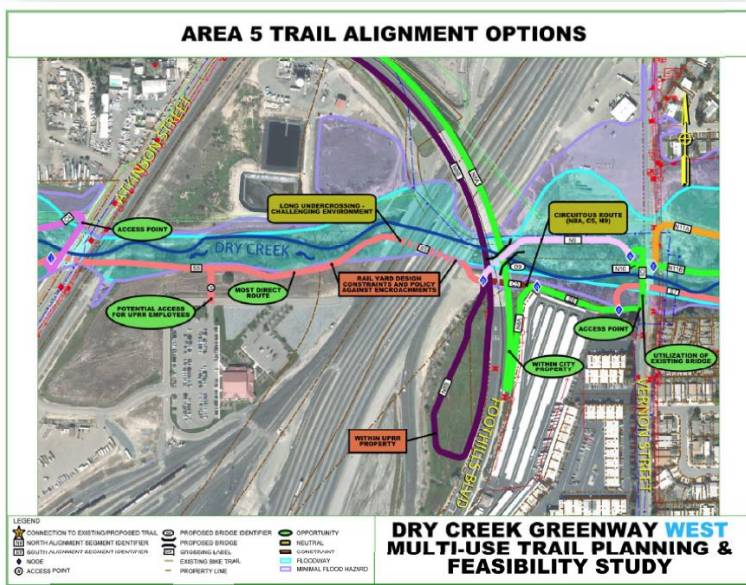 AREA 5 TRAIL ALIGNMENT OPTIONS
ATKINSON STREET
LONG UNDERCROSSING -
CHALLENGING ENVIRONMENT
CIRCUITOUS ROUTE
(N8A, C5, N9)
ACCESS POINT
DRY CREEK
N11A
N11B
MOST DIRECT
ROUTE
RAIL YARD DESIGN
CONSTRAINTS AND POLICY
AGAINST ENCROACHMENTS
POTENTIAL ACCESS
FOR UPRR EMPLOYEES
ACCESS POINT
WITHIN CITY
PROPERTY
UTILIZATION OF
EXISTING BRIDGE
WITHIN UPRR
PROPERTY
FOOTHILLS BLVD
VERNON STREET
LEGEND
CONNECTION TO EXISTING/PROPOSED TRAIL
NORTH ALIGNMENT SEGMENT IDENTIFIER
SOUTH ALIGNMENT SEGMENT IDENTIFIER
NODE
ACCESS POINT
PROPOSED BRIDGE IDENTIFIER
PROPOSED BRIDGE
CROSSING LABEL
EXISTING BIKE TRAIL
PROPERTY LINE
OPPORTUNITY
NEUTRAL
CONSTRAINT
FLOODWAY
MINIMAL FLOOD HAZARD
DRY CREEK GREENWAY WEST
MULTI-USE TRAIL PLANNING &
FEASIBILITY STUDY